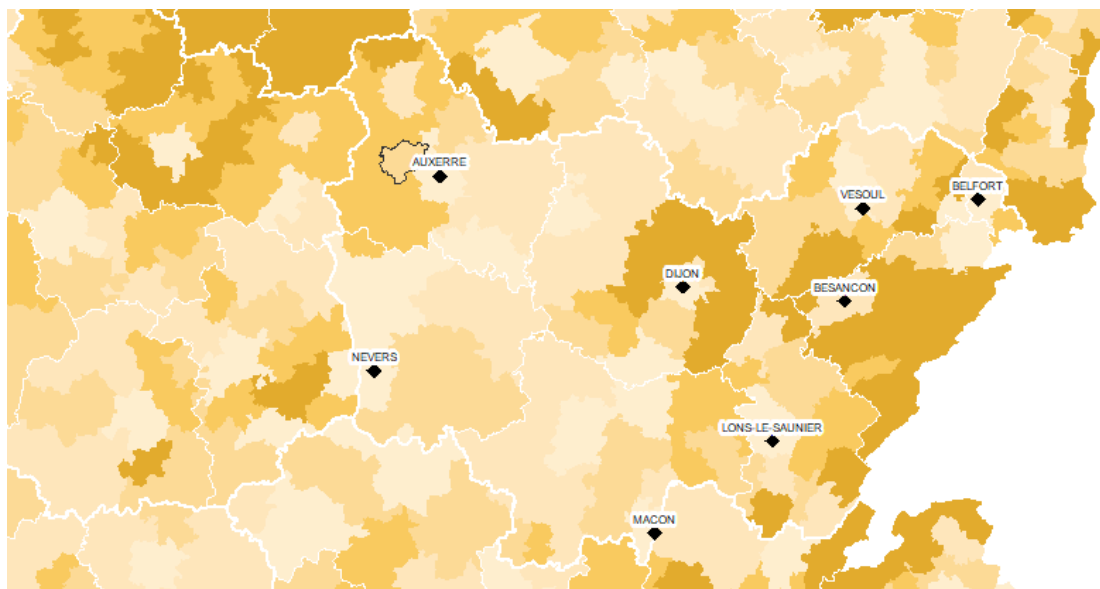 AUXERRE
BELFORT
VESOUL
DIJON
BESANCON
NEVERS
LONS-LE-SAUNIER
MACON